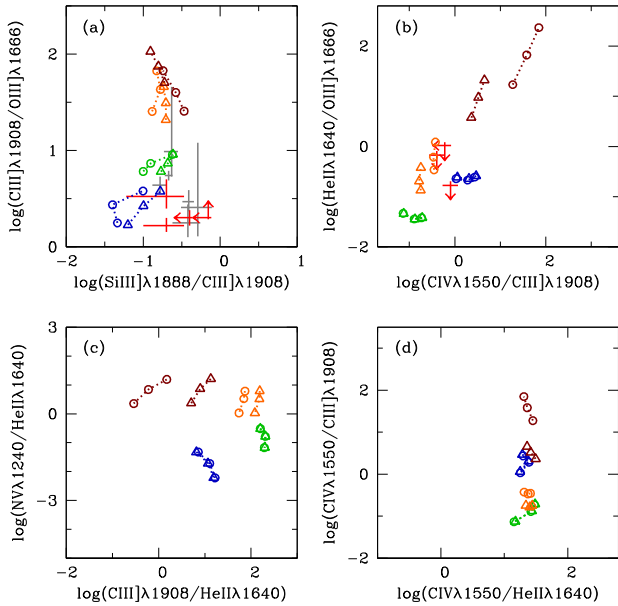 (a)
2
1
0
−2
−1
0
1
log(CIII]λ1908/OIII]λ1666)
log(SiIII]λ1888/CIII]λ1908)
(b)
2
0
−2
0
2
log(HeIIλ1640/OIII]λ1666)
log(CIVλ1550/CIII]λ1908)
(c)
3
0
−3
−2
0
2
log(NVλ1240/HeIIλ1640)
log(CIII]λ1908/HeIIλ1640)
(d)
2
0
−2
−2
0
2
log(CIVλ1550/CIII]λ1908)
log(CIVλ1550/HeIIλ1640)